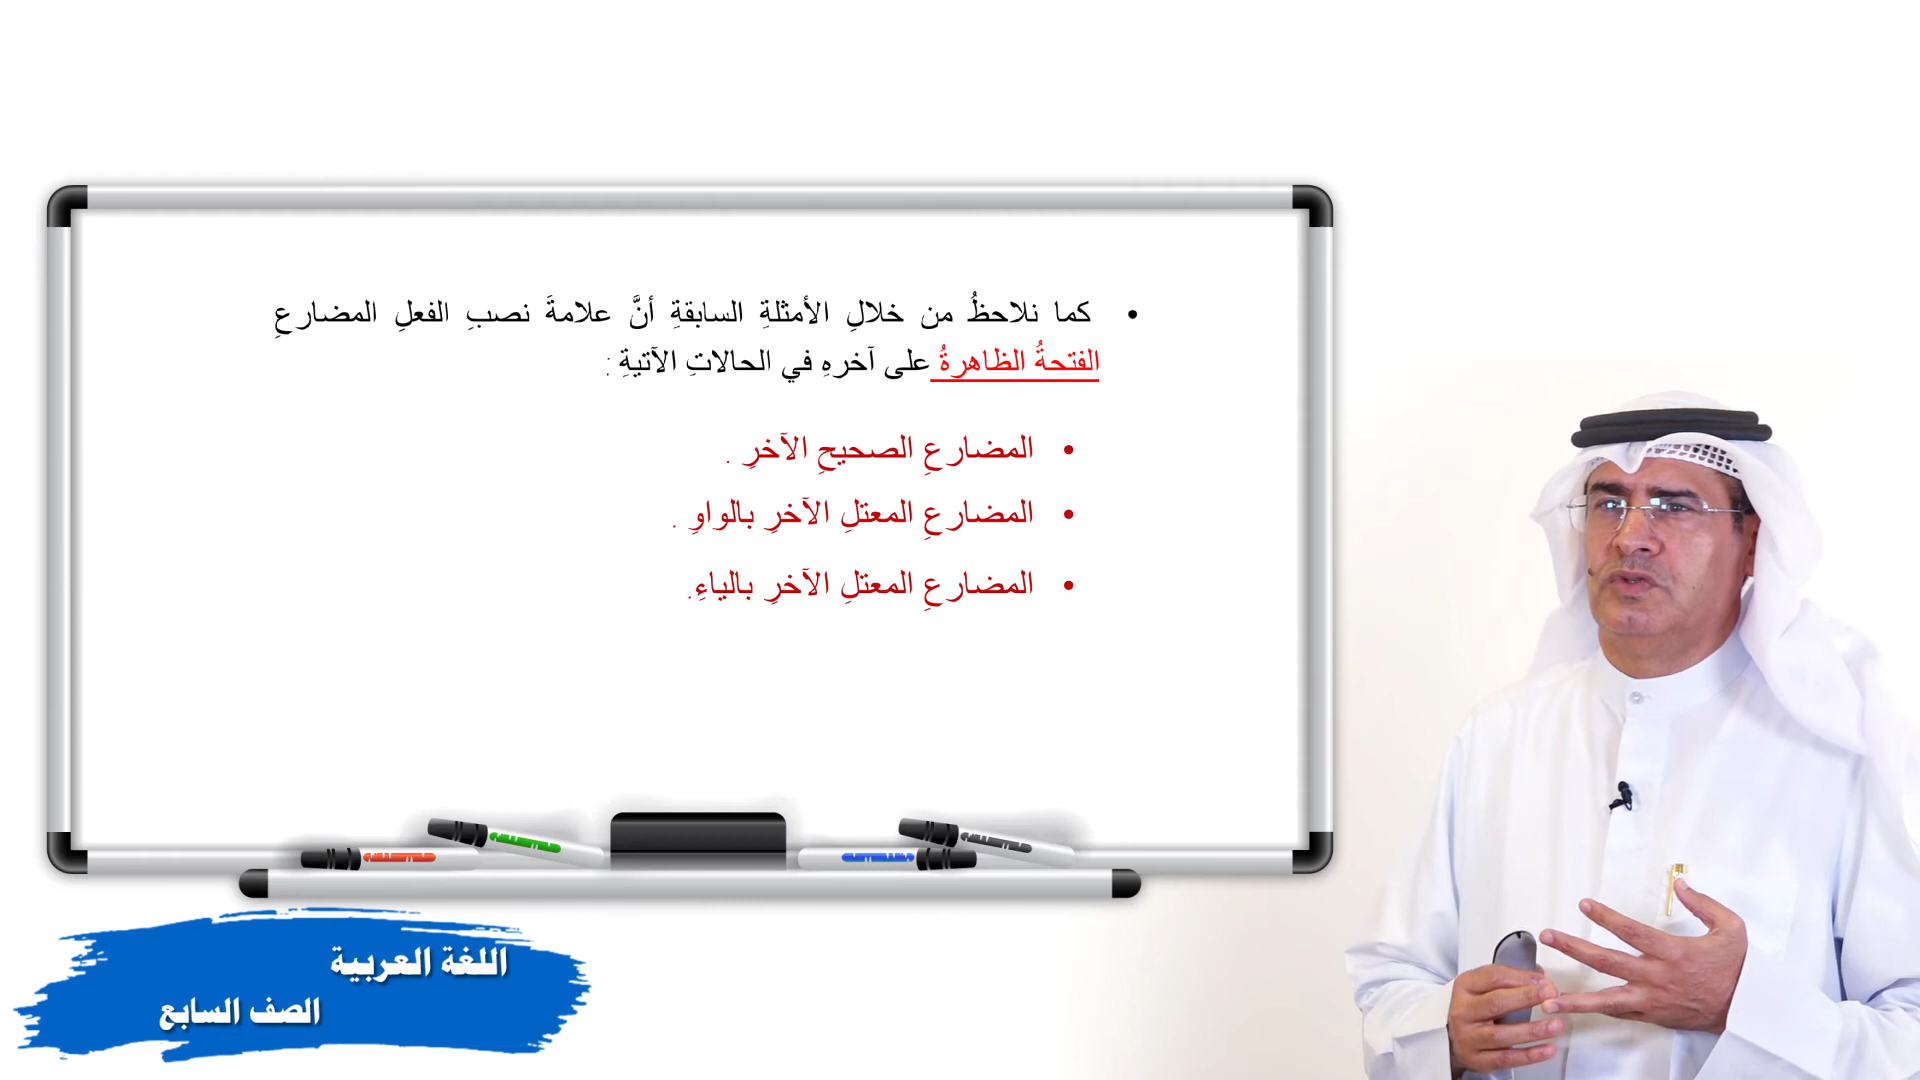 • كما نلاحظُ من خلالِ الأمثلةِ السابقةِ أنَّ علامةَ نصبِ الفعلِ المضارعِ
الفتحةُ الظاهرةُ على آخرهِ في الحالاتِ الآتيةِ :
• المضارعِ الصحيحِ الآخرِ .
• المضارعِ المعتلِ الآخرِ بالواوِ .
• المضارعِ المعتلِ الآخرِ بالياءِ.
اللغة العربية
الصف السابع